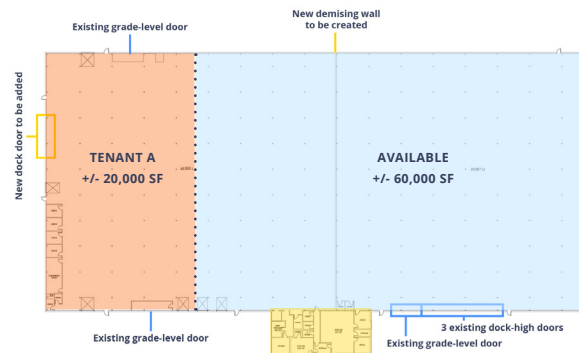 New demising wall
to be created
Existing grade-level door
New dock door to be added
TENANT A
+/- 20,000 SF
AVAILABLE
+/- 60,000 SF
3 existing dock-high doors
Existing grade-level door
Existing grade-level door